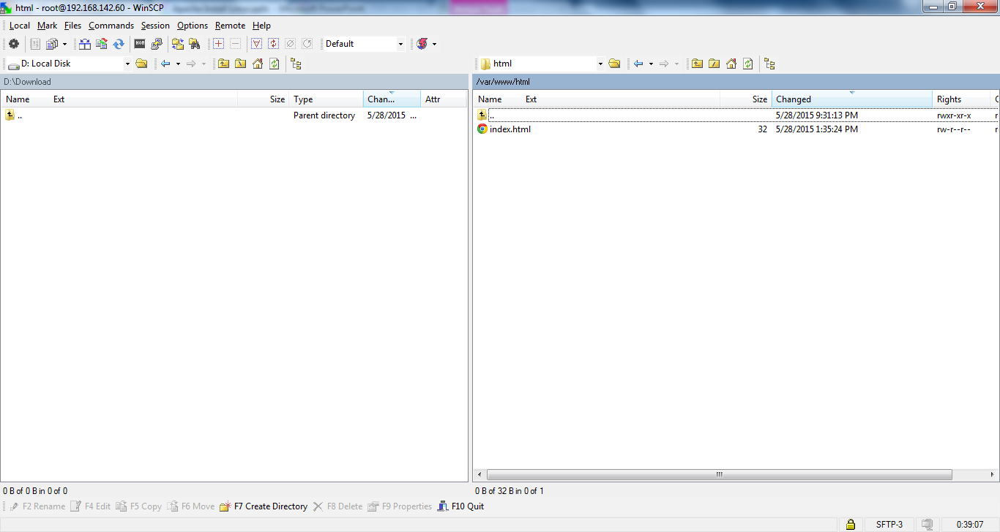 html - root@192.168.142.60 - WinSCP
Local Mark Files Commands Session Options Remote Help
Default
D: Local Disk
html
D:\Download
/var/www/html
Name Ext Size Type Chan... Attr
Name Ext Size Changed Rights
.. Parent directory 5/28/2015 ...
.. 5/28/2015 9:31:13 PM rwxr-xr-x r
index.html 32 5/28/2015 1:35:24 PM rw-r--r-- r
0 B of 0 B in 0 of 0
0 B of 32 B in 0 of 1
F2 Rename F4 Edit F5 Copy F6 Move F7 Create Directory F8 Delete F9 Properties F10 Quit
SFTP-3 0:39:07